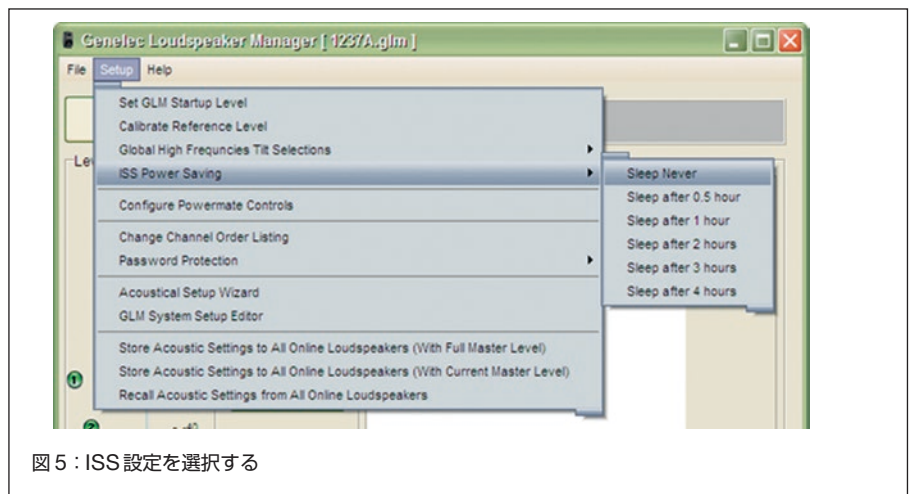 Genelec Loudspeaker Manager [ 1237A.glm ]
File Setup Help
Set GLM Startup Level
Calibrate Reference Level
Global High Frequncies Tilt Selections
ISS Power Saving
Configure Powermate Controls
Change Channel Order Listing
Password Protection
Acoustical Setup Wizard
GLM System Setup Editor
Store Acoustic Settings to All Online Loudspeakers (With Full Master Level)
Store Acoustic Settings to All Online Loudspeakers (With Current Master Level)
Recall Acoustic Settings from All Online Loudspeakers
Sleep Never
Sleep after 0.5 hour
Sleep after 1 hour
Sleep after 2 hours
Sleep after 3 hours
Sleep after 4 hours
Lev
1
2
-40
図5：ISS設定を選択する